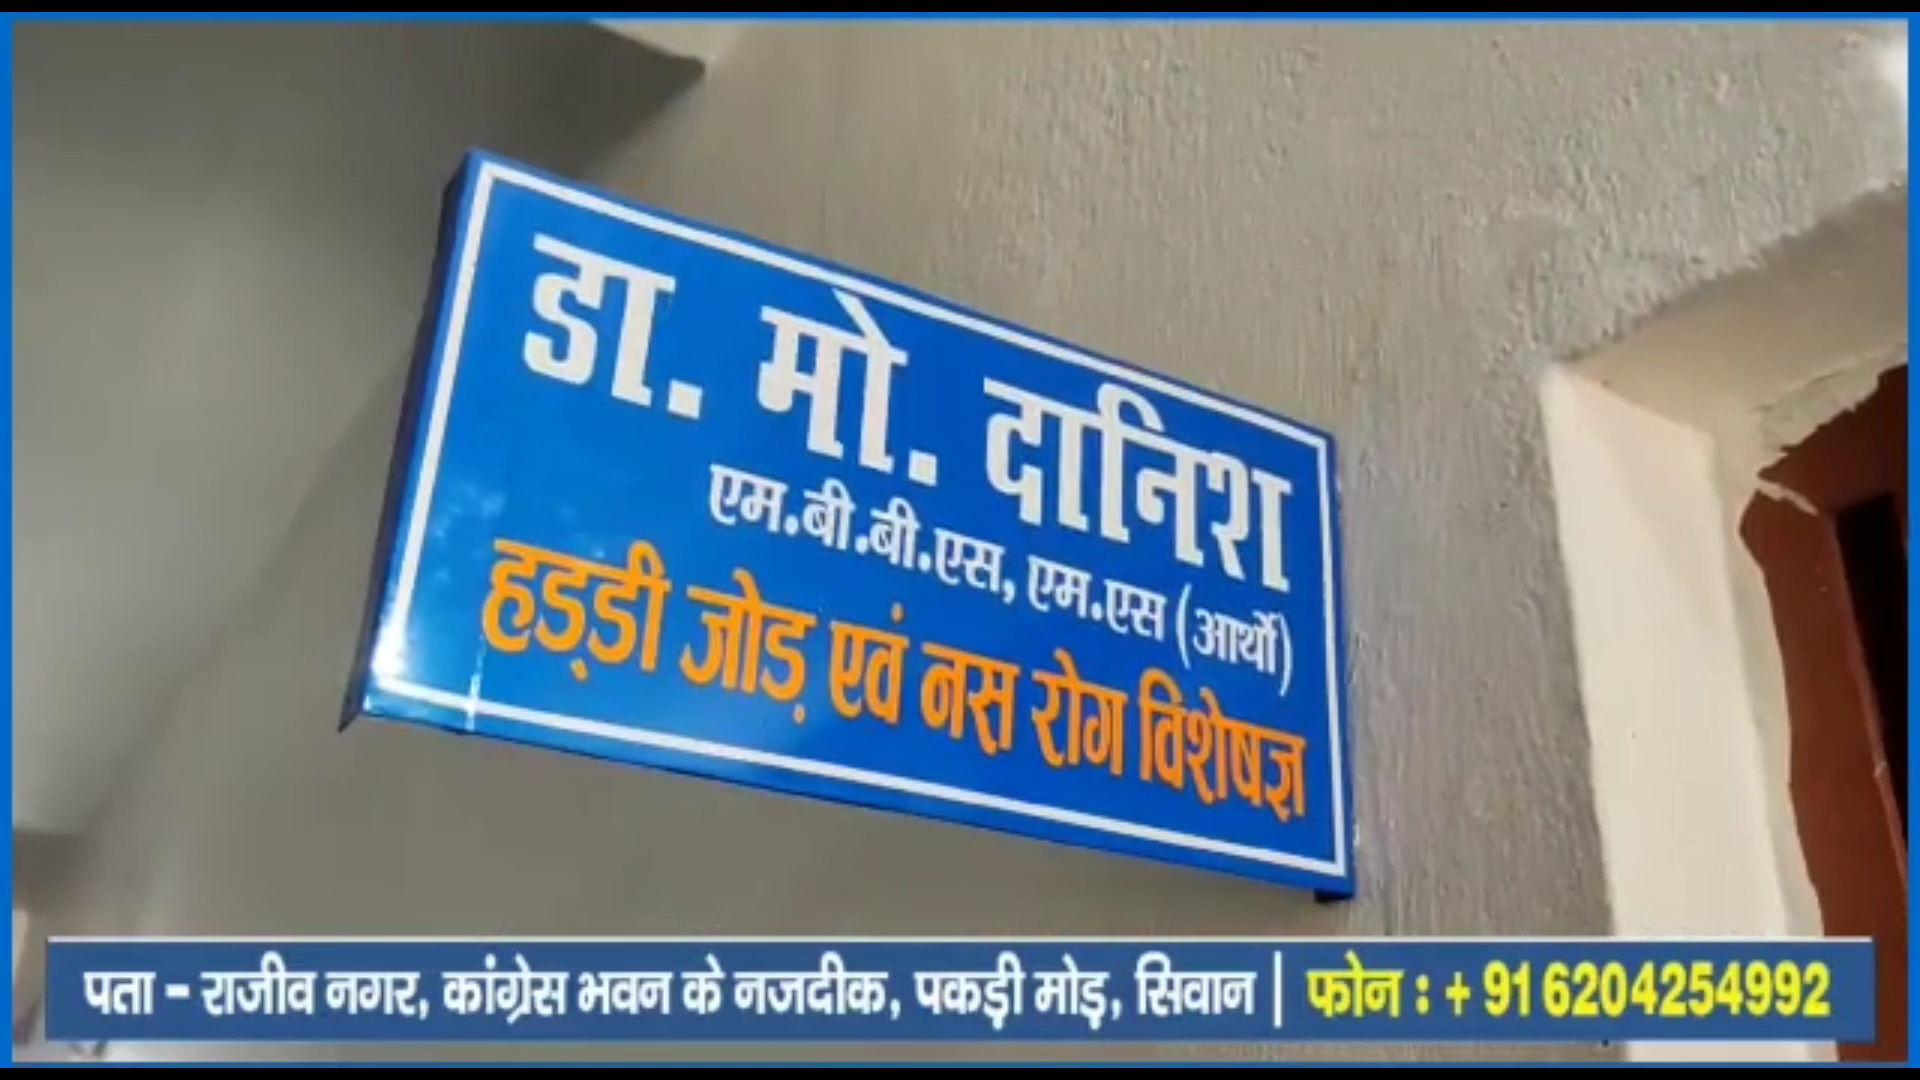 डा. मो. दानिश
एम.बी.बी.एस, एम.एस (आर्थो)
हड्डी जोड़ एवं नस रोग विशेषज्ञ
पता - राजीव नगर, कांग्रेस भवन के नजदीक, पकड़ी मोड़, सिवान | फोन : + 91 6204254992